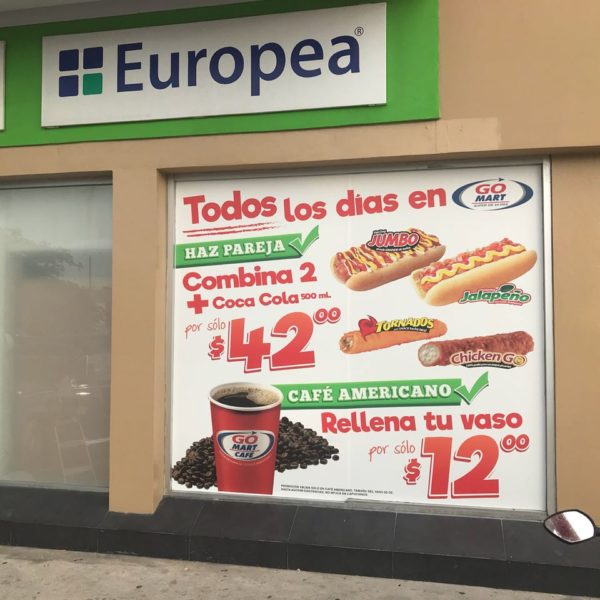 Europea®
Todos los días en GO MART
HAZ PAREJA
JUMBO
Combina 2
+ Coca Cola 500 mL.
Jalapeño
por sólo
$42.00
TORNADOS
Chicken Go
CAFÉ AMERICANO
GO MART CAFÉ
Rellena tu vaso
por sólo
$12.00